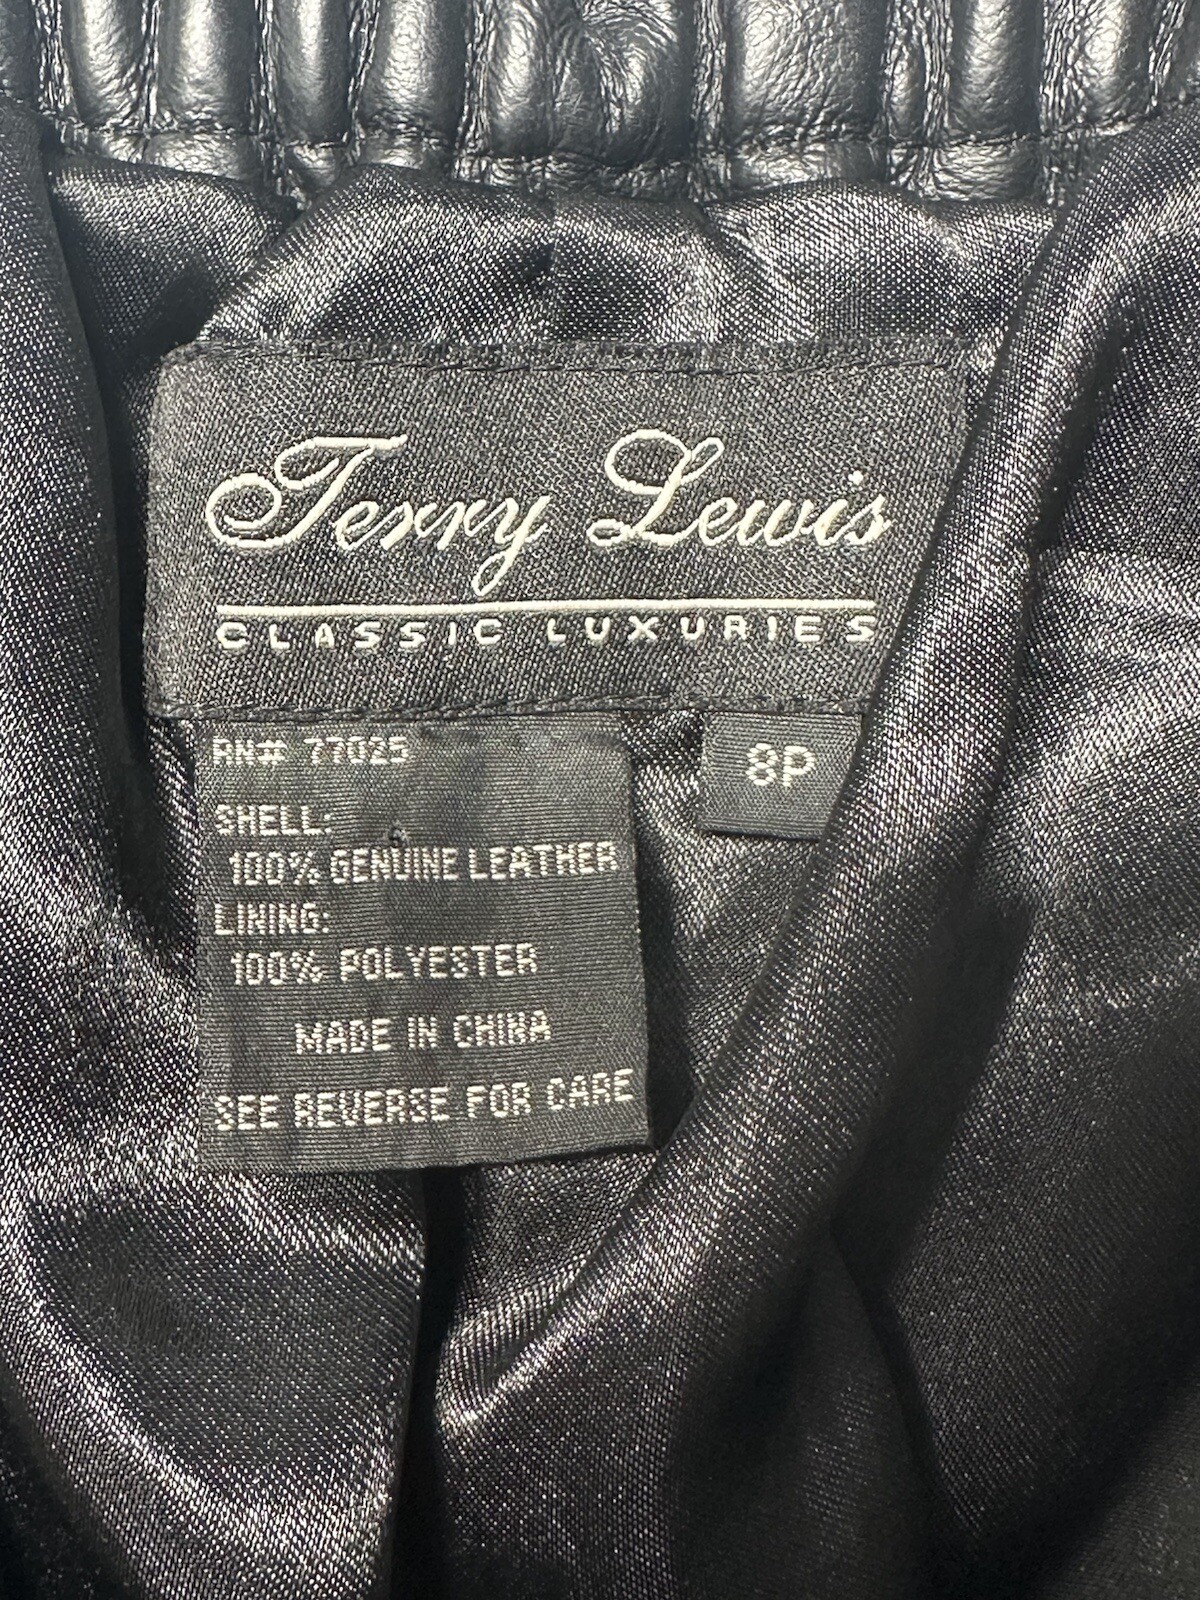 Terry Lewis
CLASSIC LUXURIES
RN# 77025
8P
SHELL:
100% GENUINE LEATHER
LINING:
100% POLYESTER
MADE IN CHINA
SEE REVERSE FOR CARE